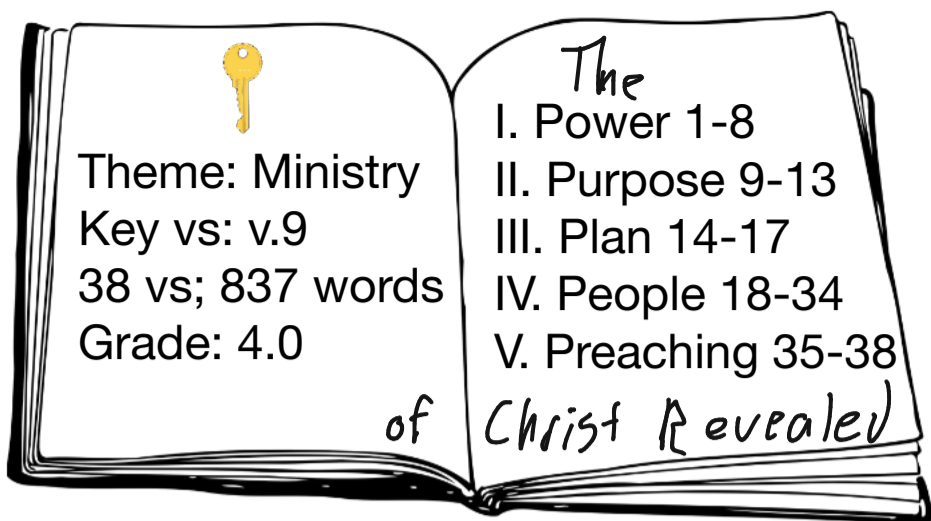 Theme: Ministry
Key vs: v.9
38 vs; 837 words
Grade: 4.0
The
I. Power 1-8
II. Purpose 9-13
III. Plan 14-17
IV. People 18-34
V. Preaching 35-38
of Christ Revealed